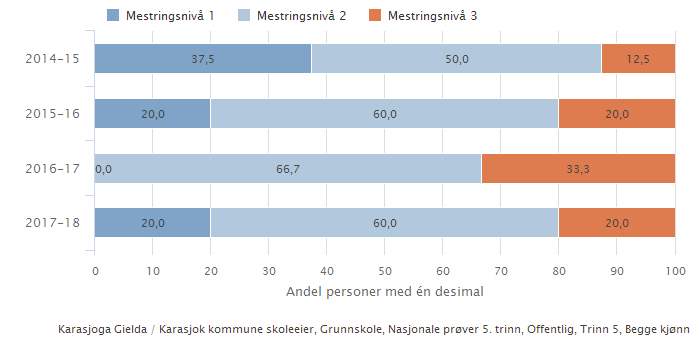 Mestringsnivå 1 Mestringsnivå 2 Mestringsnivå 3
2014-15 37,5 50,0 12,5
2015-16 20,0 60,0 20,0
2016-17 0,0 66,7 33,3
2017-18 20,0 60,0 20,0
0 10 20 30 40 50 60 70 80 90 100
Andel personer med én desimal
Karasjoga Gielda / Karasjok kommune skoleeier, Grunnskole, Nasjonale prøver 5. trinn, Offentlig, Trinn 5, Begge kjønn